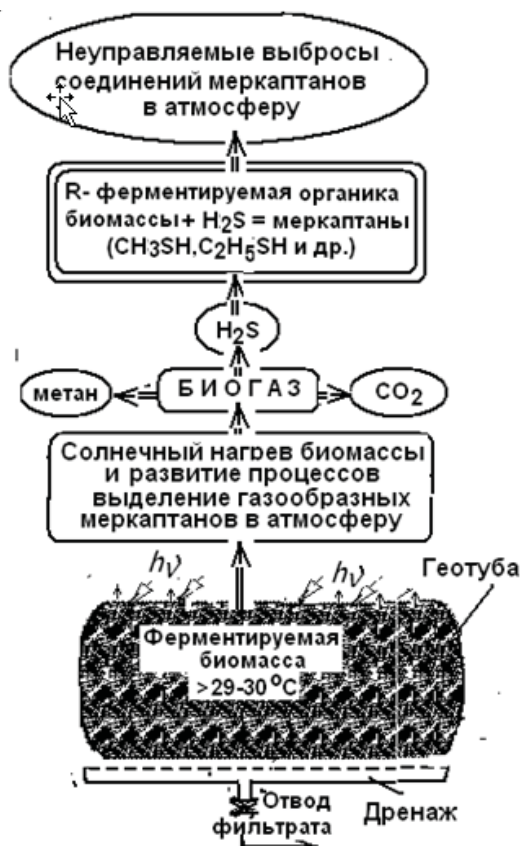 Неуправляемые выбросы
соединений меркаптанов
в атмосферу
R- ферментируемая органика
биомассы + H2S = меркаптаны
(CH3SH,C2H5SH и др.)
H2S
метан
БИОГАЗ
CO2
Солнечный нагрев биомассы
и развитие процессов
выделение газообразных
меркаптанов в атмосферу
hν
hν
Геотуба
Ферментируемая
биомасса
>29-30 °C
Отвод
фильтрата
Дренаж